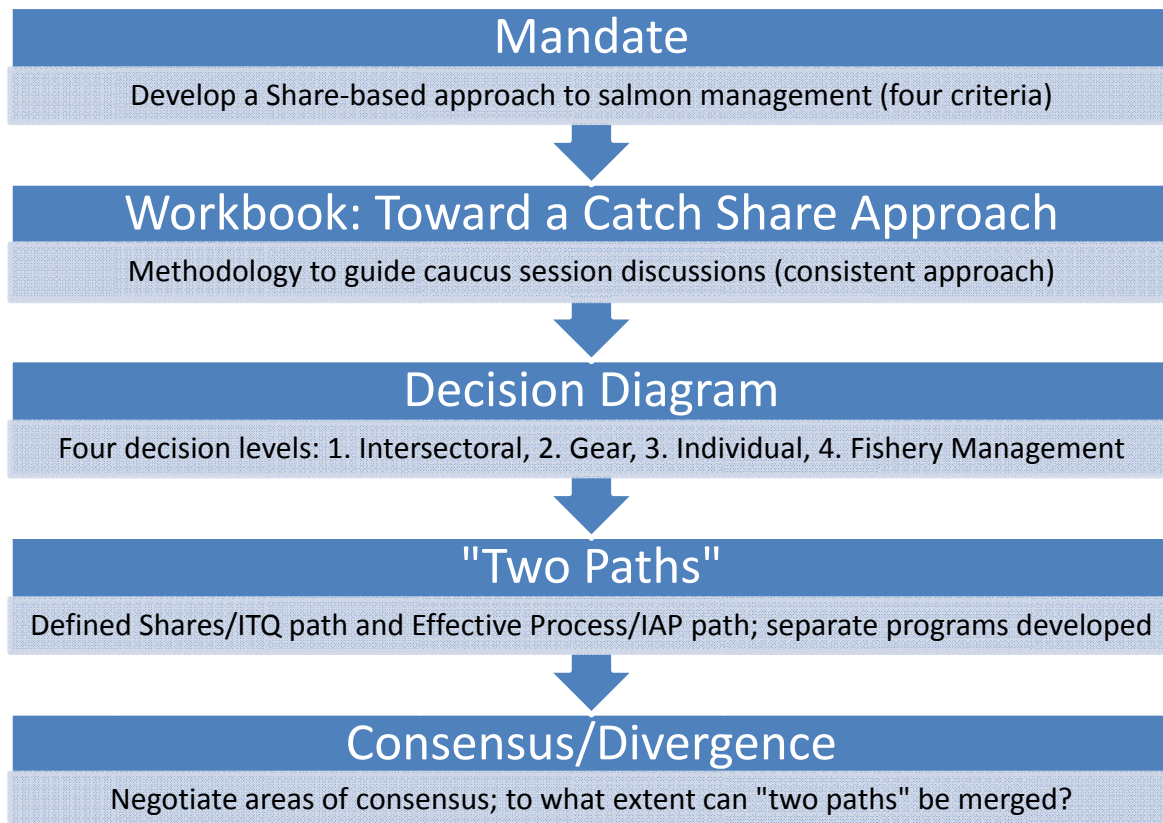 Mandate
Develop a Share-based approach to salmon management (four criteria)
Workbook: Toward a Catch Share Approach
Methodology to guide caucus session discussions (consistent approach)
Decision Diagram
Four decision levels: 1. Intersectoral, 2. Gear, 3. Individual, 4. Fishery Management
"Two Paths"
Defined Shares/ITQ path and Effective Process/IAP path; separate programs developed
Consensus/Divergence
Negotiate areas of consensus; to what extent can "two paths" be merged?